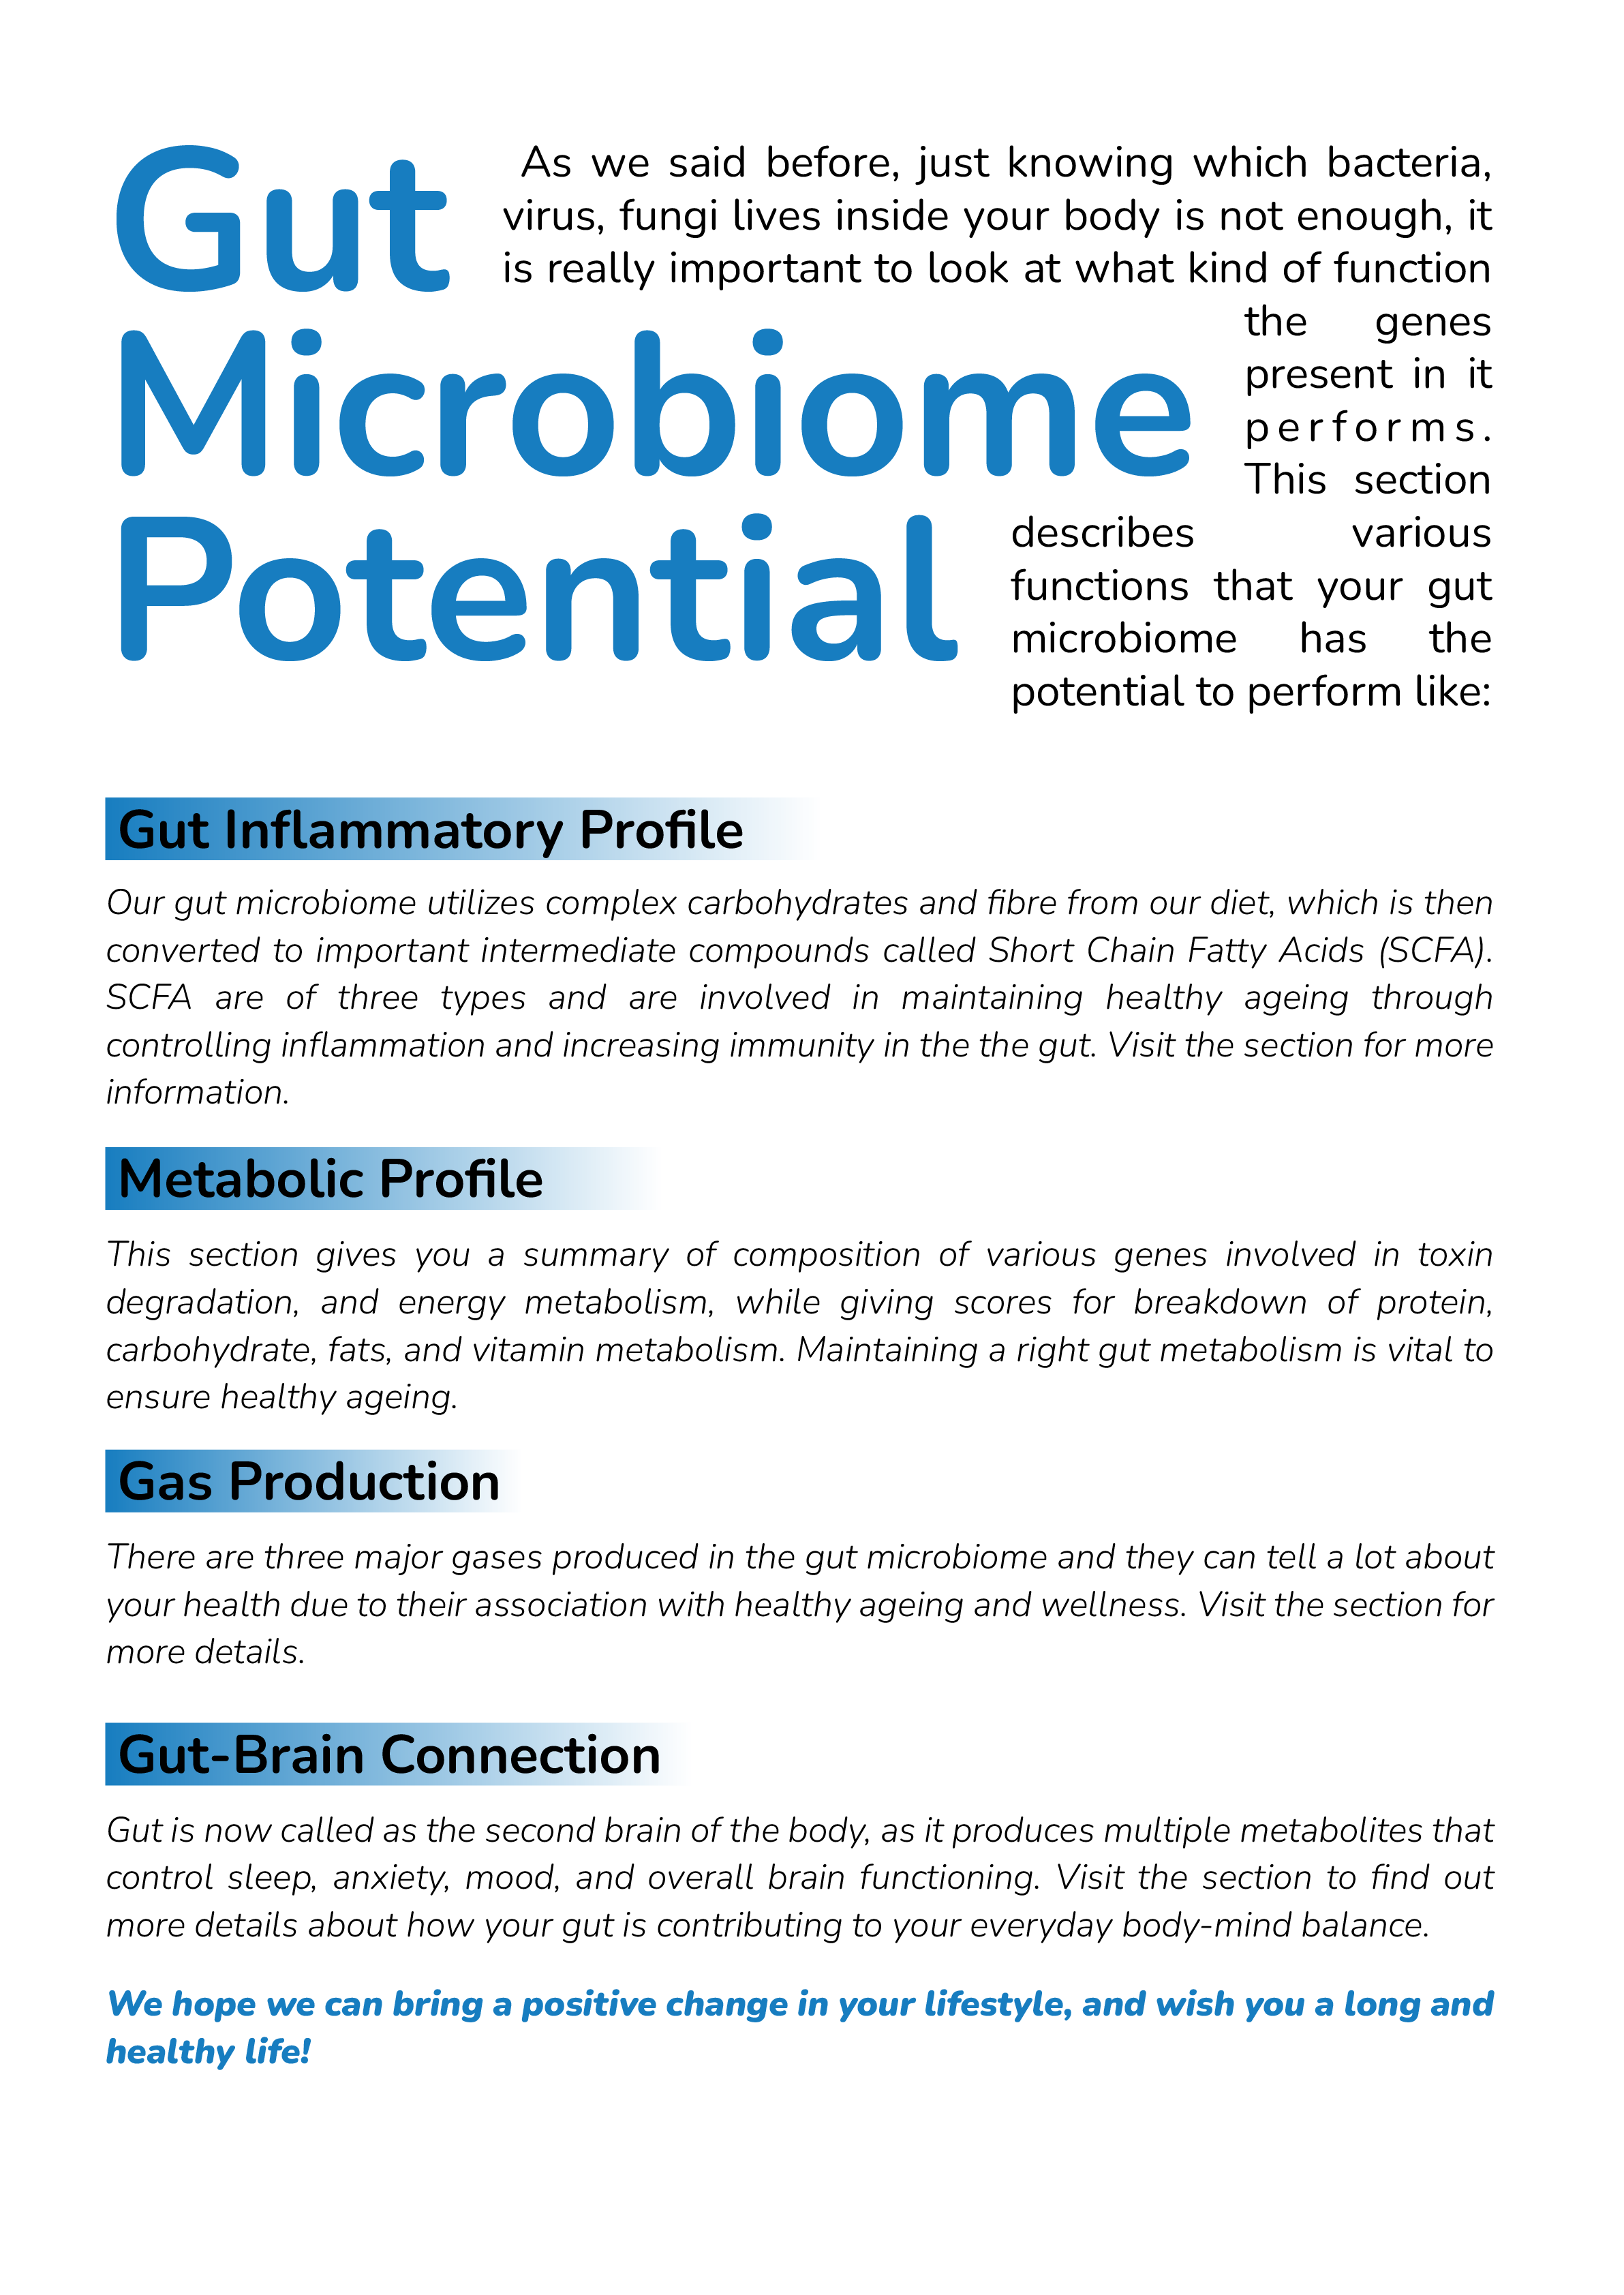 Gut
Microbiome
Potential
As we said before, just knowing which bacteria,
virus, fungi lives inside your body is not enough, it
is really important to look at what kind of function
the genes
present in it
performs.
This section
describes various
functions that your gut
microbiome has the
potential to perform like:
Gut Inflammatory Profile
Our gut microbiome utilizes complex carbohydrates and fibre from our diet, which is then
converted to important intermediate compounds called Short Chain Fatty Acids (SCFA).
SCFA are of three types and are involved in maintaining healthy ageing through
controlling inflammation and increasing immunity in the the gut. Visit the section for more
information.
Metabolic Profile
This section gives you a summary of composition of various genes involved in toxin
degradation, and energy metabolism, while giving scores for breakdown of protein,
carbohydrate, fats, and vitamin metabolism. Maintaining a right gut metabolism is vital to
ensure healthy ageing.
Gas Production
There are three major gases produced in the gut microbiome and they can tell a lot about
your health due to their association with healthy ageing and wellness. Visit the section for
more details.
Gut-Brain Connection
Gut is now called as the second brain of the body, as it produces multiple metabolites that
control sleep, anxiety, mood, and overall brain functioning. Visit the section to find out
more details about how your gut is contributing to your everyday body-mind balance.
We hope we can bring a positive change in your lifestyle, and wish you a long and
healthy life!